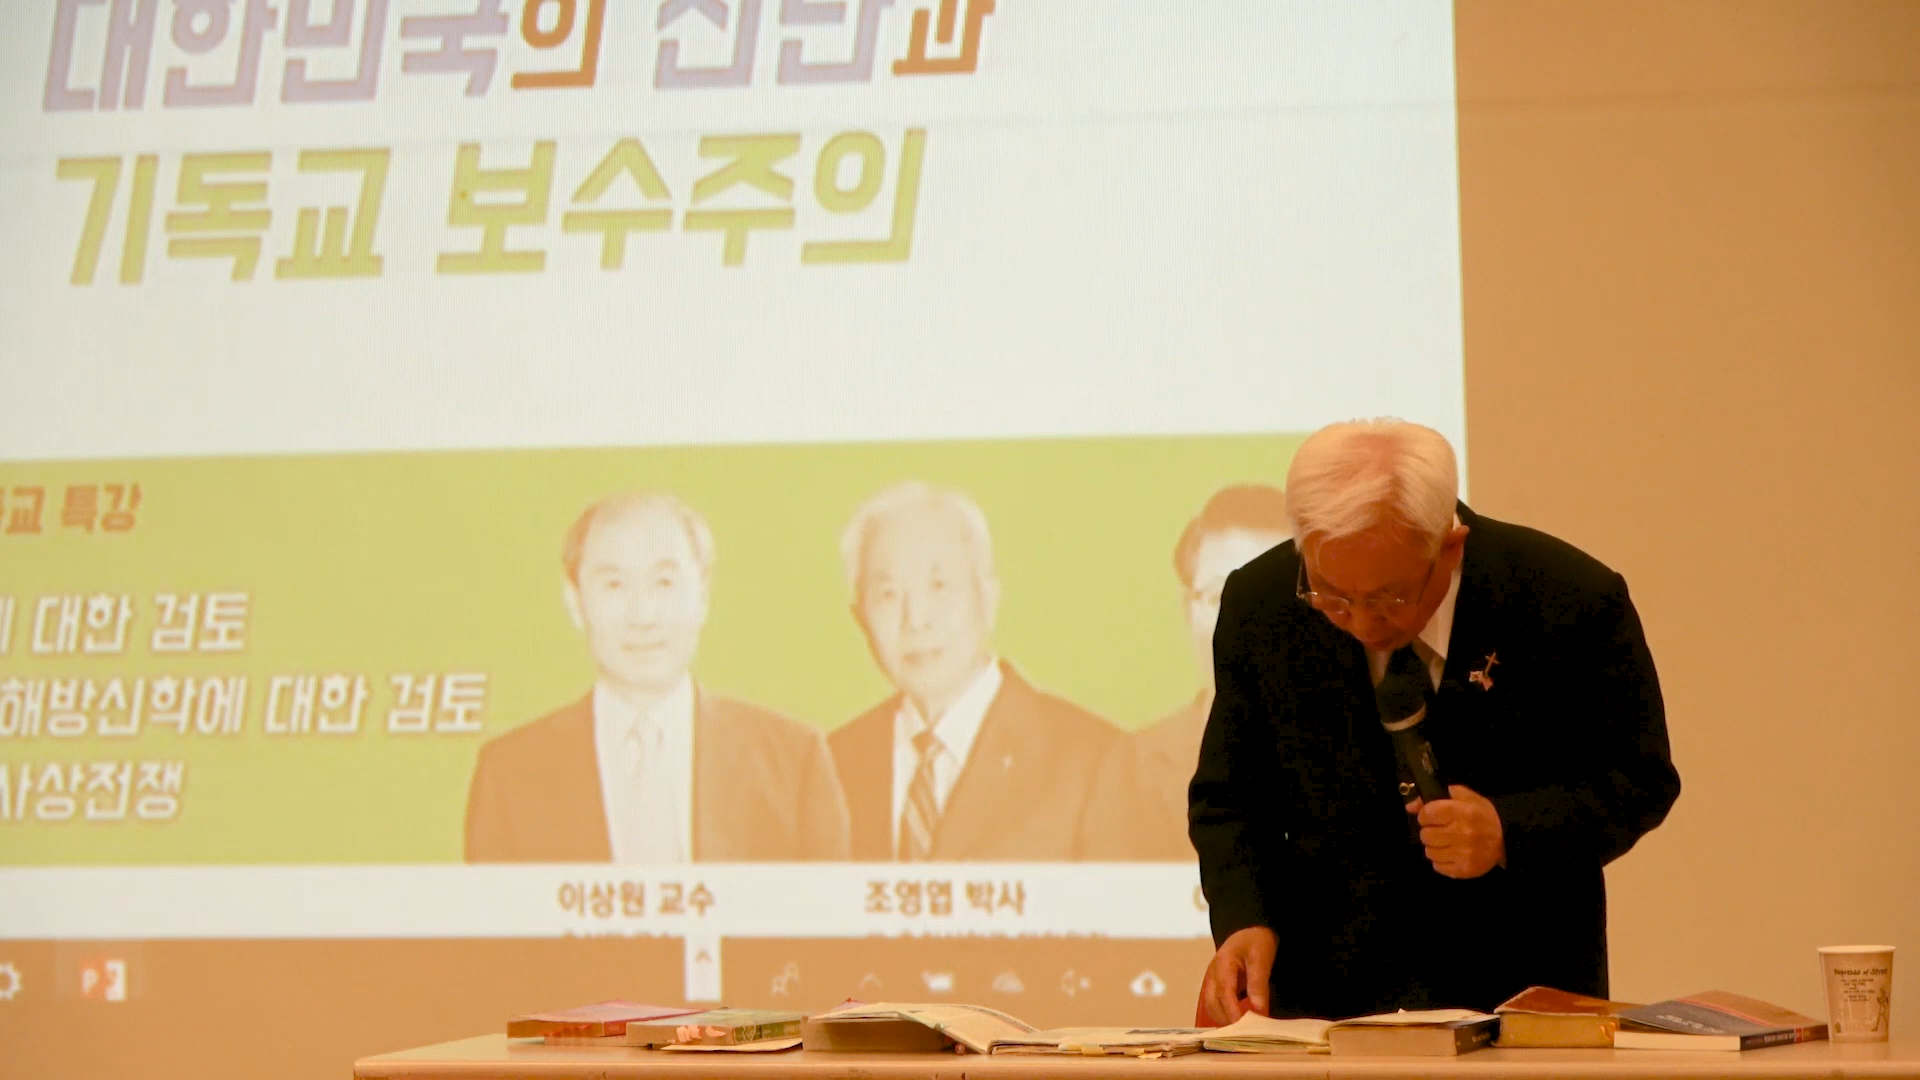 대한민국의 진단과
기독교 보수주의
교 특강
대한 검토
해방신학에 대한 검토
사상전쟁
이상원 교수
조영엽 박사